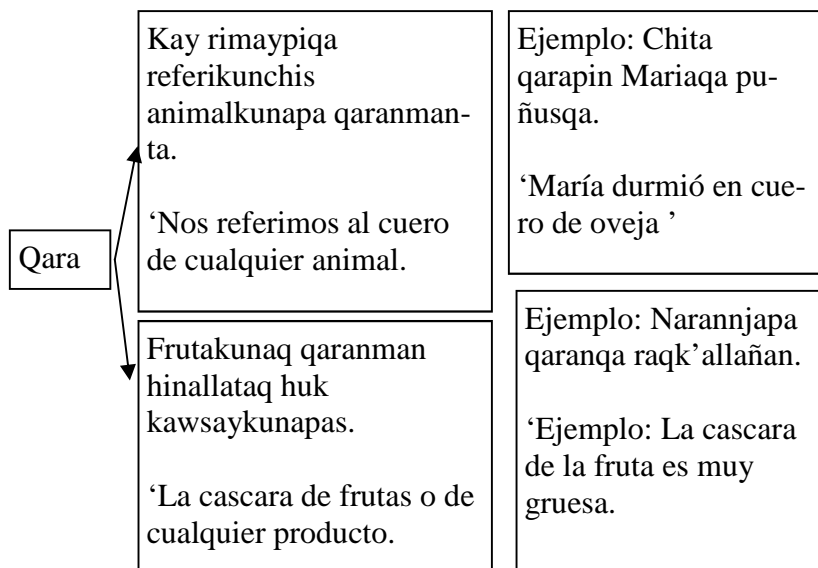 Qara
Kay rimaypiqa
referikunchis
animalkunapa qaranman-
ta.
‘Nos referimos al cuero
de cualquier animal.
Ejemplo: Chita
qarapin Mariaqa pu-
ñusqa.
‘María durmió en cue-
ro de oveja ’
Frutakunaq qaranman
hinallataq huk
kawsaykunapas.
‘La cascara de frutas o de
cualquier producto.
Ejemplo: Narannjapa
qaranqa raqk’allañan.
‘Ejemplo: La cascara
de la fruta es muy
gruesa.